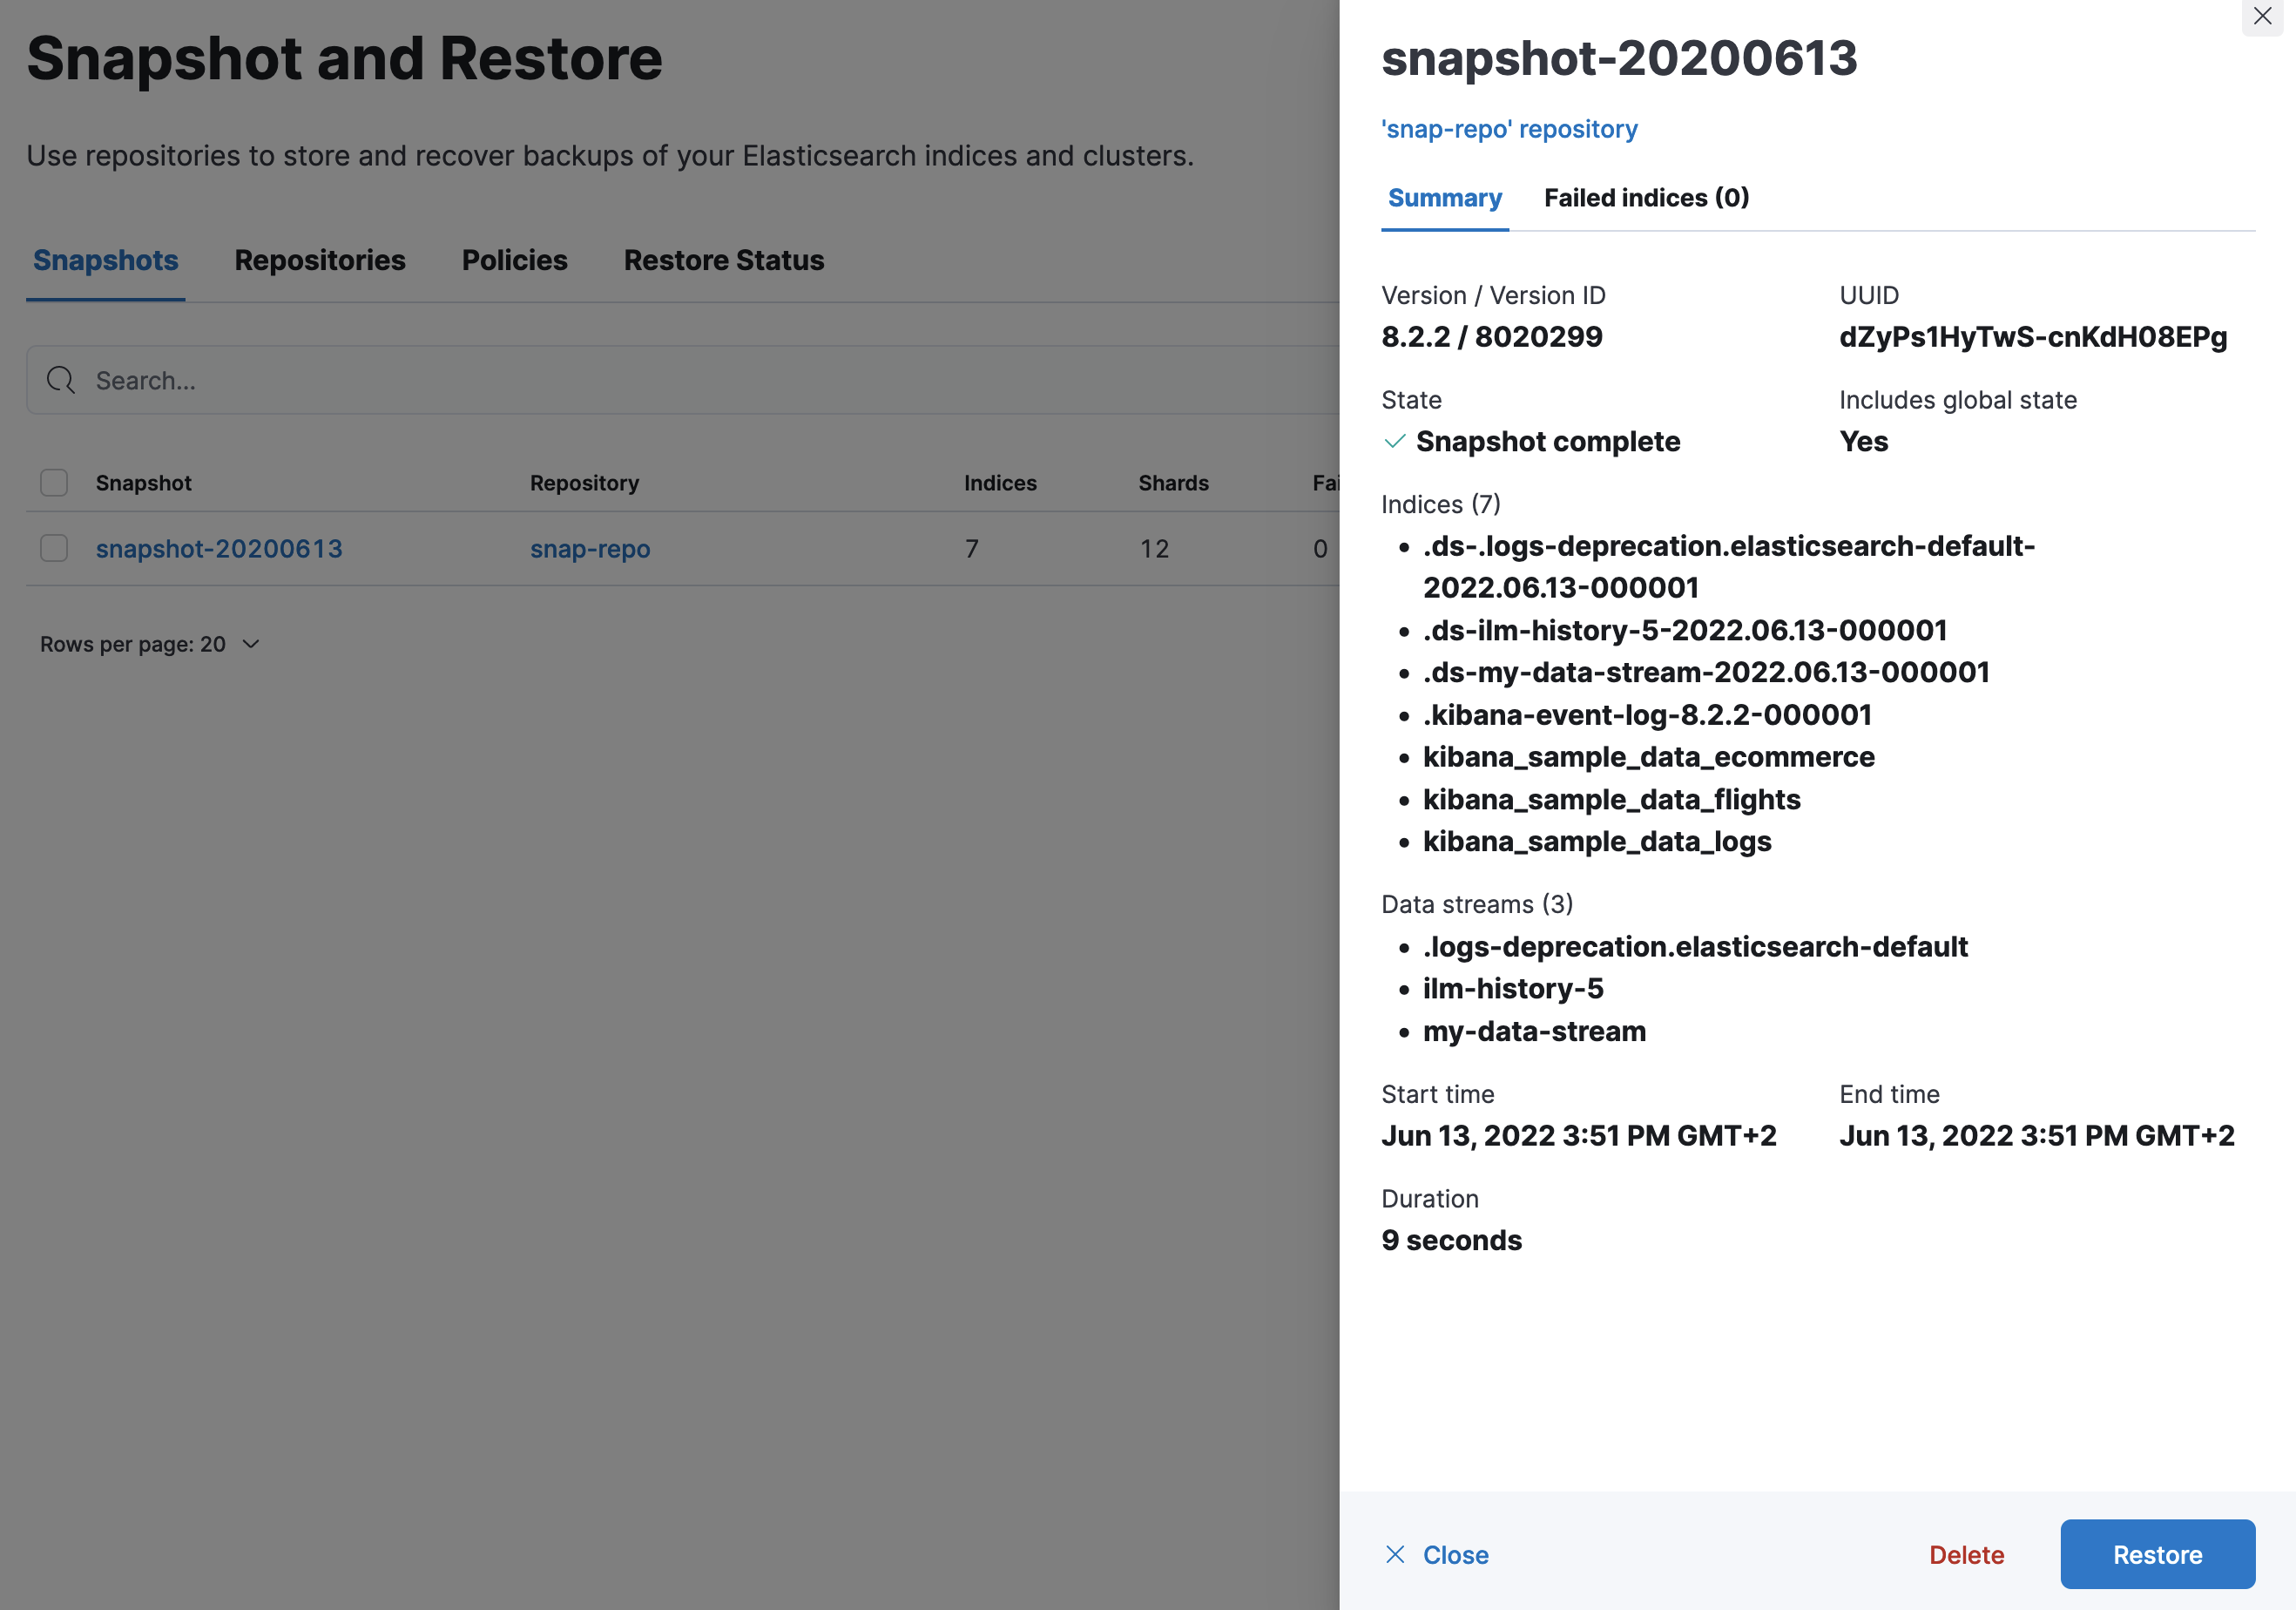 Snapshot and Restore
Use repositories to store and recover backups of your Elasticsearch indices and clusters.
Snapshots Repositories Policies Restore Status
Search...
Snapshot Repository Indices Shards Fai
snapshot-20200613 snap-repo 7 12 0
Rows per page: 20
snapshot-20200613
'snap-repo' repository
Summary Failed indices (0)
Version / Version ID UUID
8.2.2 / 8020299 dZyPs1HyTwS-cnKdH08EPg
State Includes global state
Snapshot complete Yes
Indices (7)
.ds-.logs-deprecation.elasticsearch-default-
2022.06.13-000001
.ds-ilm-history-5-2022.06.13-000001
.ds-my-data-stream-2022.06.13-000001
.kibana-event-log-8.2.2-000001
kibana_sample_data_ecommerce
kibana_sample_data_flights
kibana_sample_data_logs
Data streams (3)
.logs-deprecation.elasticsearch-default
ilm-history-5
my-data-stream
Start time End time
Jun 13, 2022 3:51 PM GMT+2 Jun 13, 2022 3:51 PM GMT+2
Duration
9 seconds
Close Delete Restore